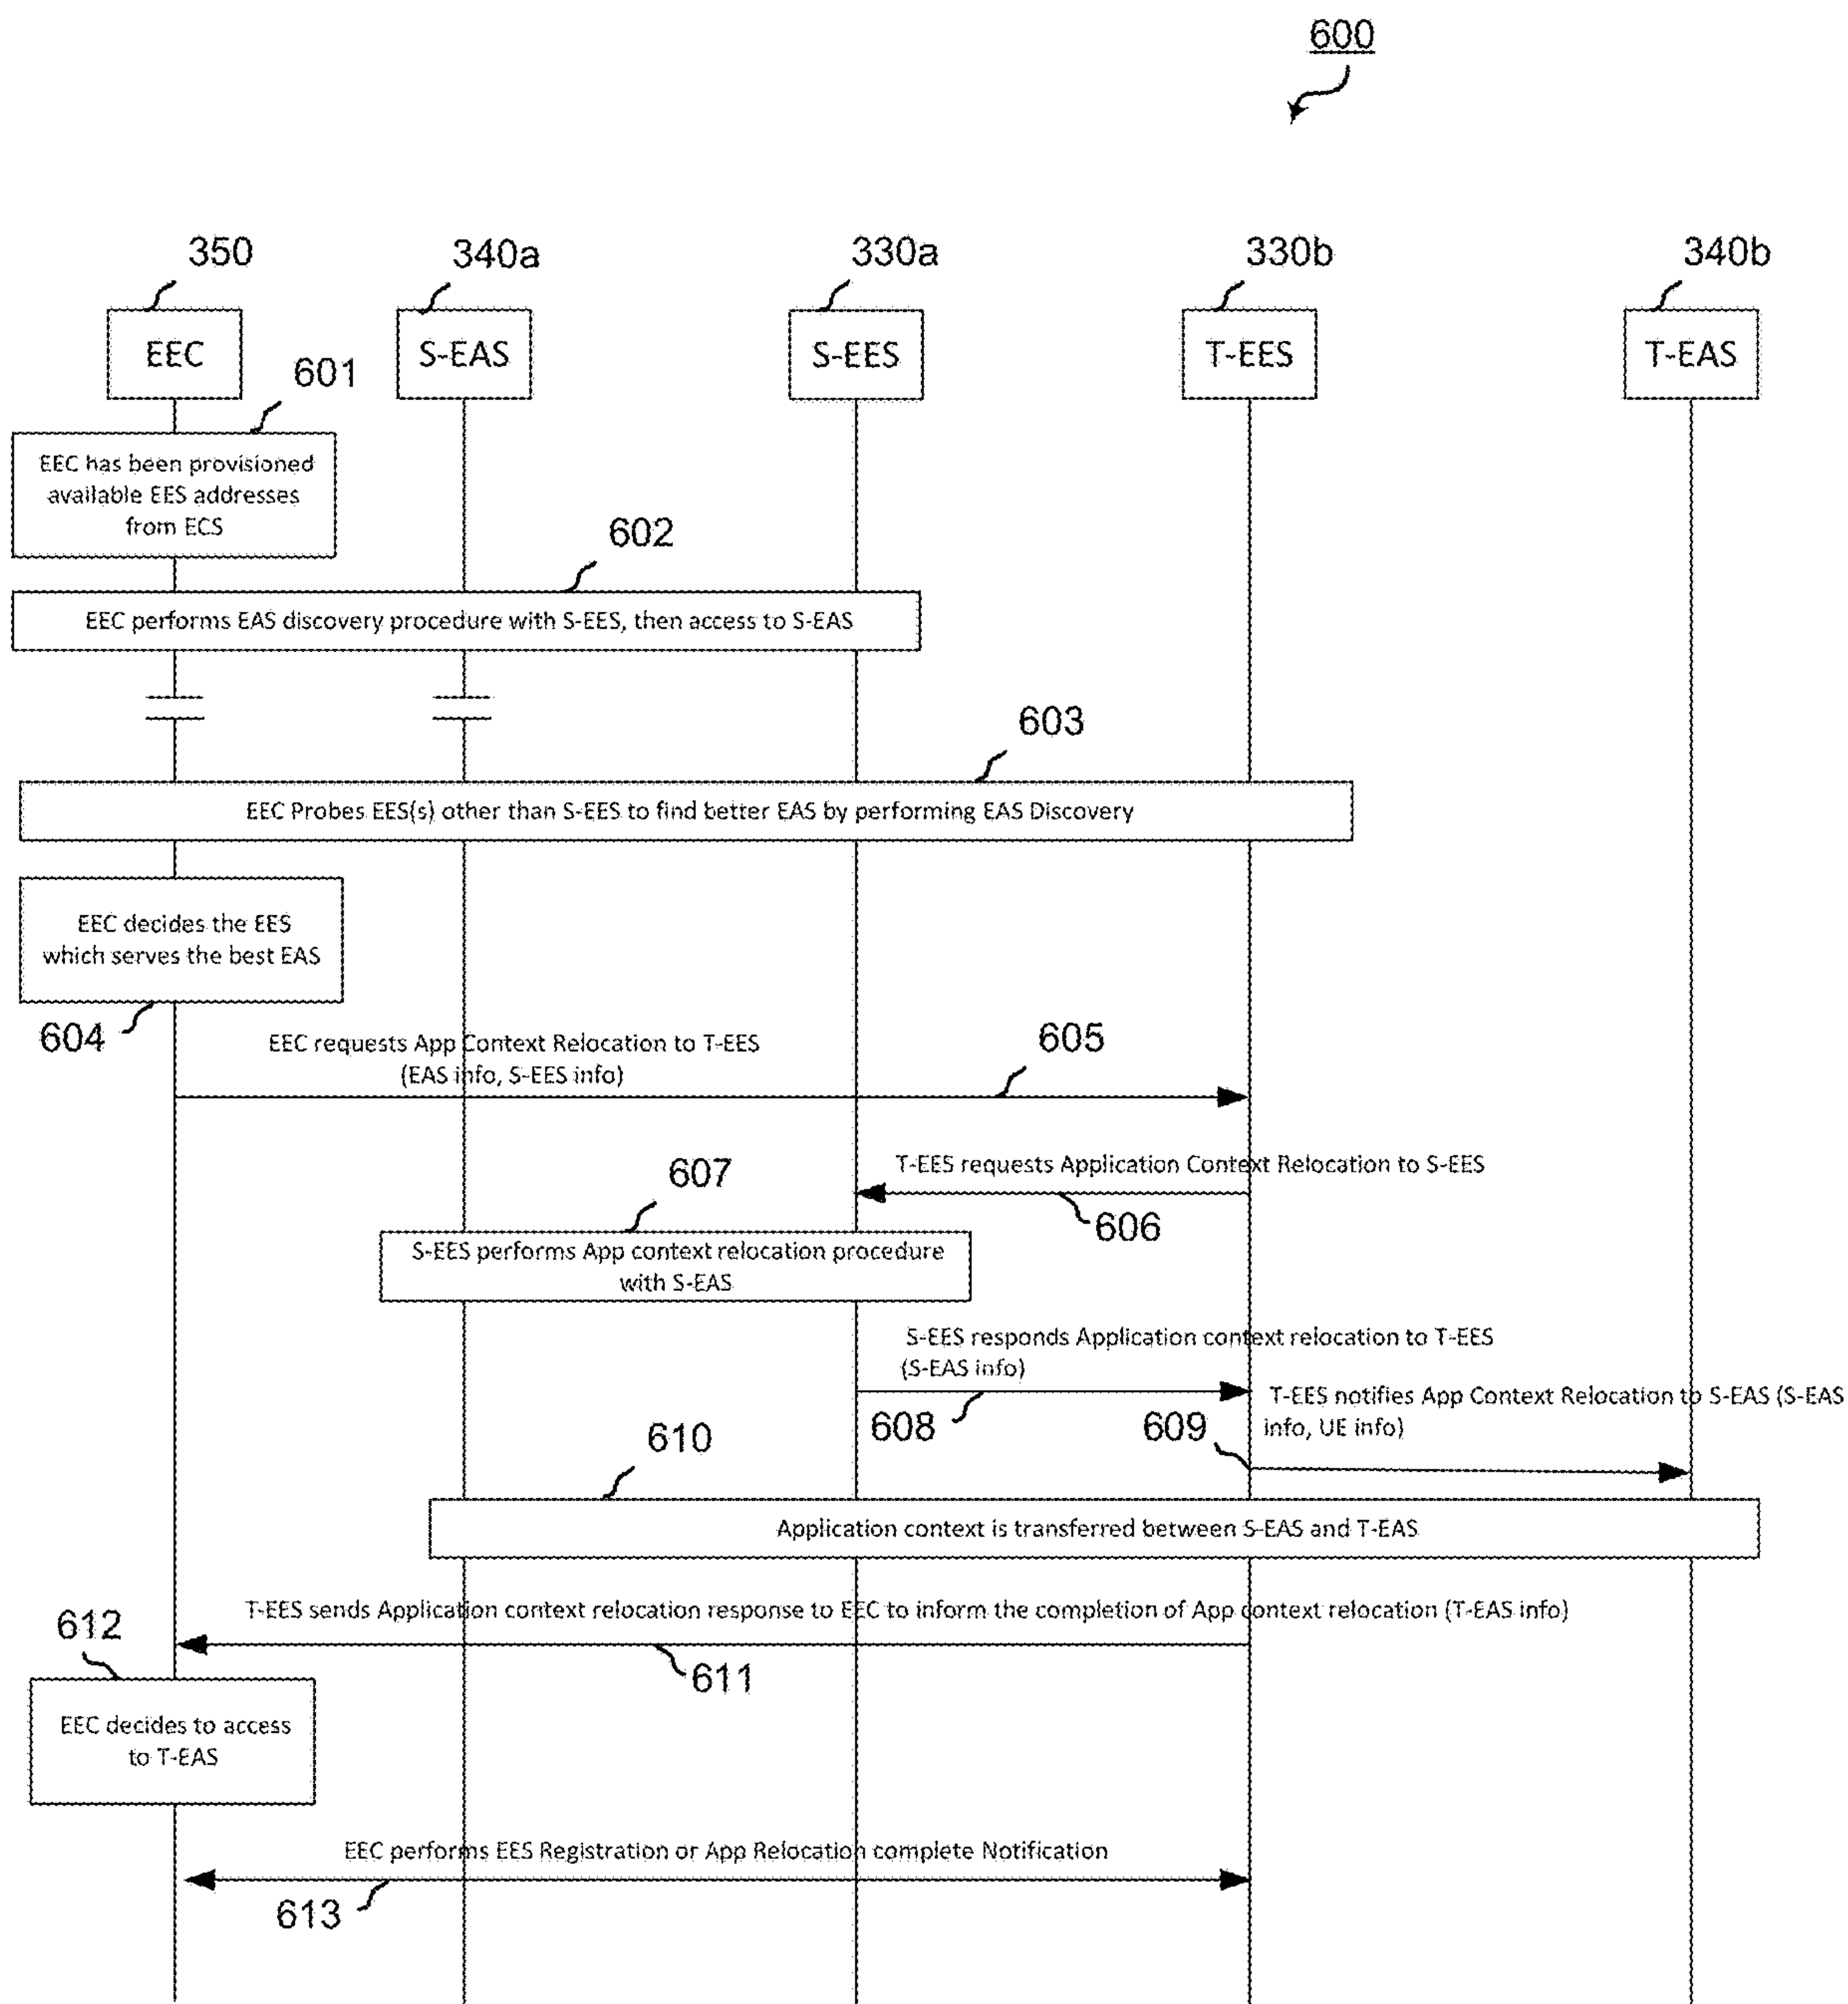 600
350
340a
330a
330b
340b
EEC
S-EAS
S-EES
T-EES
T-EAS
601
EEC has been provisioned
available EES addresses
from ECS
602
EEC performs EAS discovery procedure with S-EES, then access to S-EAS
603
EEC Probes EES(s) other than S-EES to find better EAS by performing EAS Discovery
EEC decides the EES
which serves the best EAS
604
EEC requests App Context Relocation to T-EES
(EAS info, S-EES info)
605
T-EES requests Application Context Relocation to S-EES
606
607
S-EES performs App context relocation procedure
with S-EAS
S-EES responds Application context relocation to T-EES
(S-EAS info)
608
T-EES notifies App Context Relocation to S-EAS (S-EAS
info, UE info)
609
610
Application context is transferred between S-EAS and T-EAS
T-EES sends Application context relocation response to EEC to inform the completion of App context relocation (T-EAS info)
611
612
EEC decides to access
to T-EAS
EEC performs EES Registration or App Relocation complete Notification
613